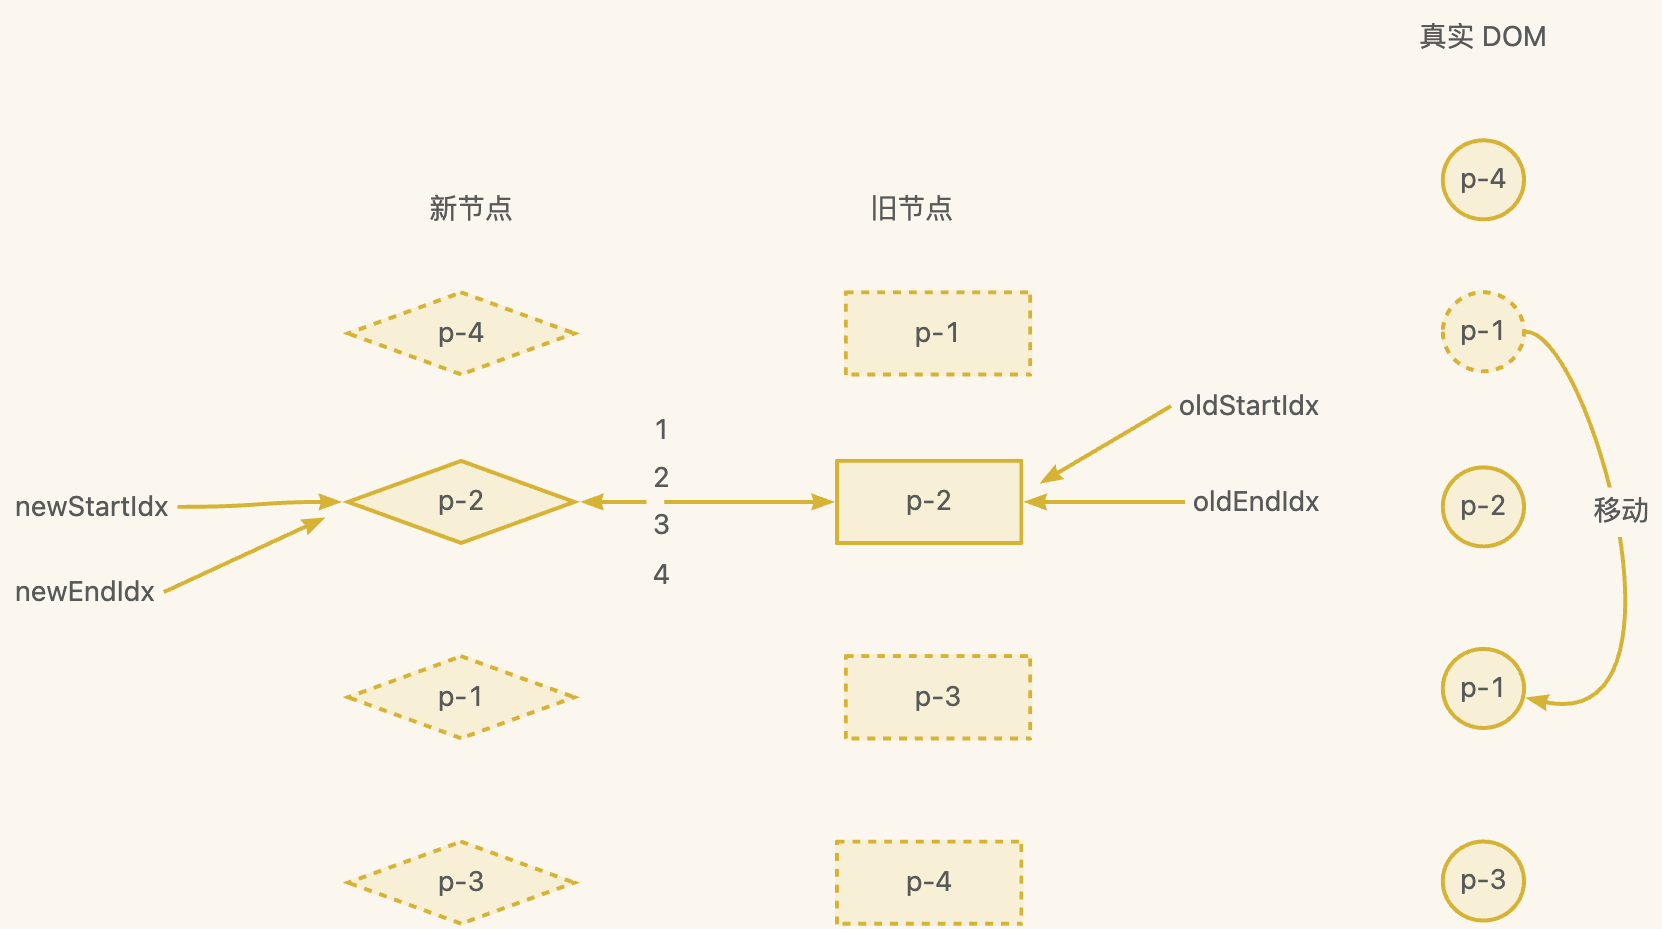 真实 DOM
p-4
新节点
旧节点
p-4
p-1
p-1
oldStartIdx
1
2
3
4
newStartIdx
p-2
p-2
oldEndIdx
p-2
移动
newEndIdx
p-1
p-3
p-1
p-3
p-4
p-3